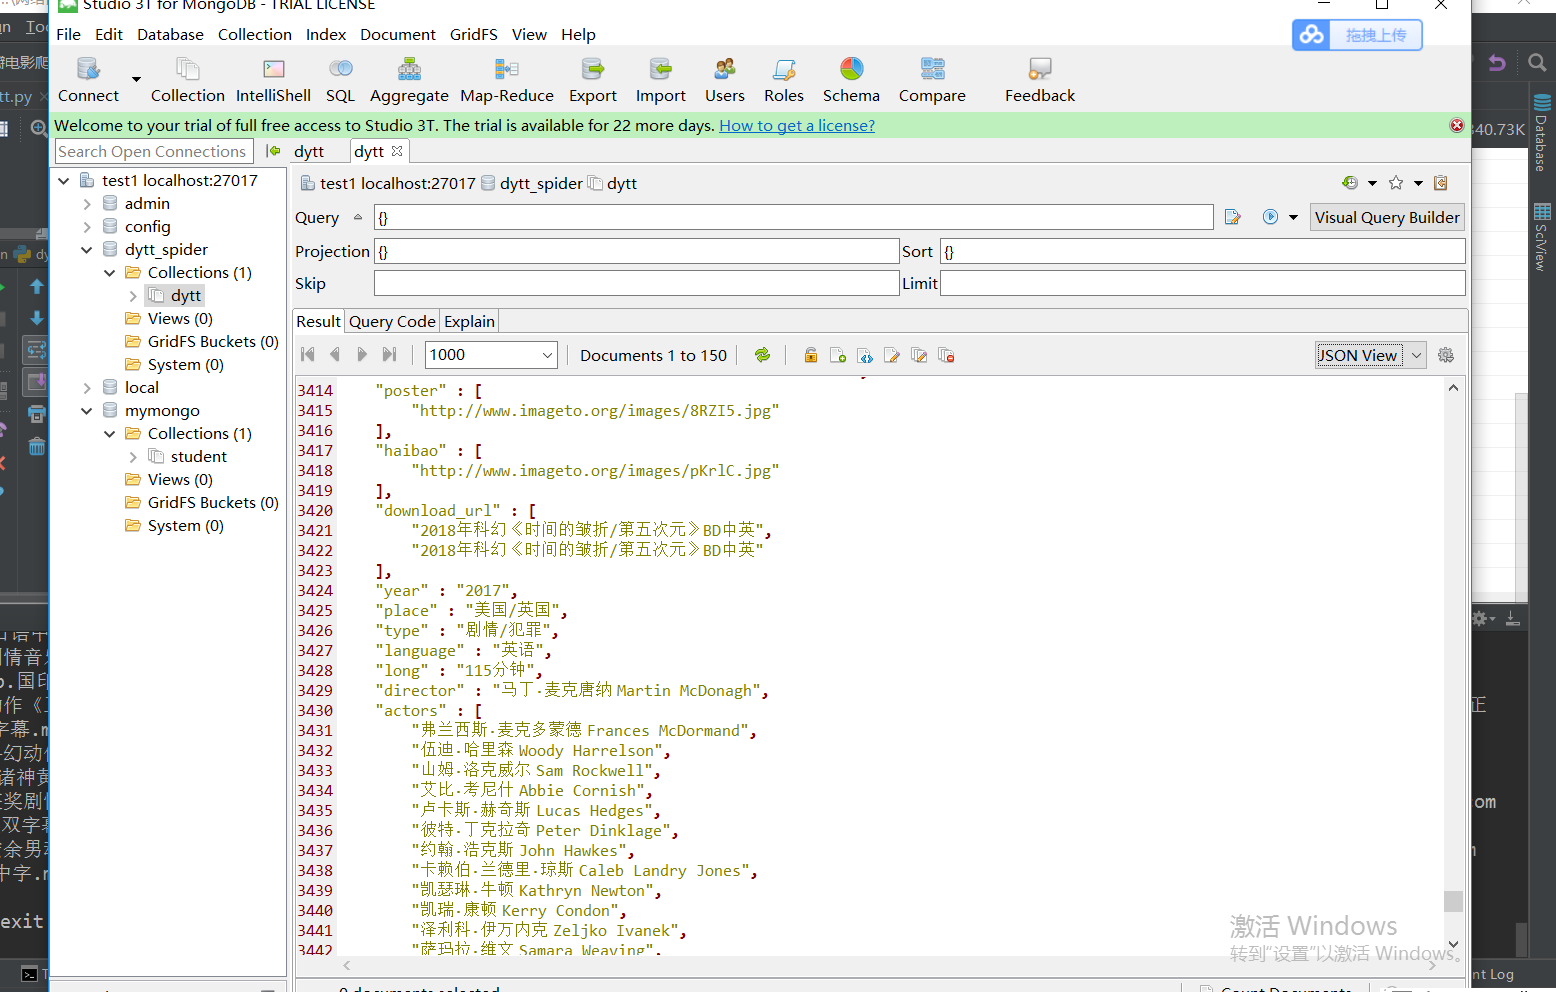 Studio 3T for MongoDB - TRIAL LICENSE
File Edit Database Collection Index Document GridFS View Help
拖拽上传
Connect Collection IntelliShell SQL Aggregate Map-Reduce Export Import Users Roles Schema Compare Feedback
Welcome to your trial of full free access to Studio 3T. The trial is available for 22 more days. How to get a license?
Search Open Connections
dytt
dytt
test1 localhost:27017
admin
config
dytt_spider
Collections (1)
dytt
Views (0)
GridFS Buckets (0)
System (0)
local
mymongo
Collections (1)
student
Views (0)
GridFS Buckets (0)
System (0)
test1 localhost:27017 dytt_spider dytt
Query {}
Visual Query Builder
Projection {} Sort {}
Skip Limit
Result Query Code Explain
1000 Documents 1 to 150 JSON View
3414 "poster" : [
3415 "http://www.imageto.org/images/8RZI5.jpg"
3416 ],
3417 "haibao" : [
3418 "http://www.imageto.org/images/pKrlC.jpg"
3419 ],
3420 "download_url" : [
3421 "2018年科幻《时间的皱折/第五次元》BD中英",
3422 "2018年科幻《时间的皱折/第五次元》BD中英"
3423 ],
3424 "year" : "2017",
3425 "place" : "美国/英国",
3426 "type" : "剧情/犯罪",
3427 "language" : "英语",
3428 "long" : "115分钟",
3429 "director" : "马丁·麦克唐纳 Martin McDonagh",
3430 "actors" : [
3431 "弗兰西斯·麦克多蒙德 Frances McDormand",
3432 "伍迪·哈里森 Woody Harrelson",
3433 "山姆·洛克威尔 Sam Rockwell",
3434 "艾比·考尼什 Abbie Cornish",
3435 "卢卡斯·赫奇斯 Lucas Hedges",
3436 "彼特·丁克拉奇 Peter Dinklage",
3437 "约翰·浩克斯 John Hawkes",
3438 "卡赖伯·兰德里·琼斯 Caleb Landry Jones",
3439 "凯瑟琳·牛顿 Kathryn Newton",
3440 "凯瑞·康顿 Kerry Condon",
3441 "泽利科·伊万内克 Zeljko Ivanek",
3442 "萨玛拉·维文 Samara Weaving",
激活 Windows
转到“设置”以激活 Windows。
0 documents selected
Count Documents
Database
SciView
340.73K
tt.py
exit
com
nt Log